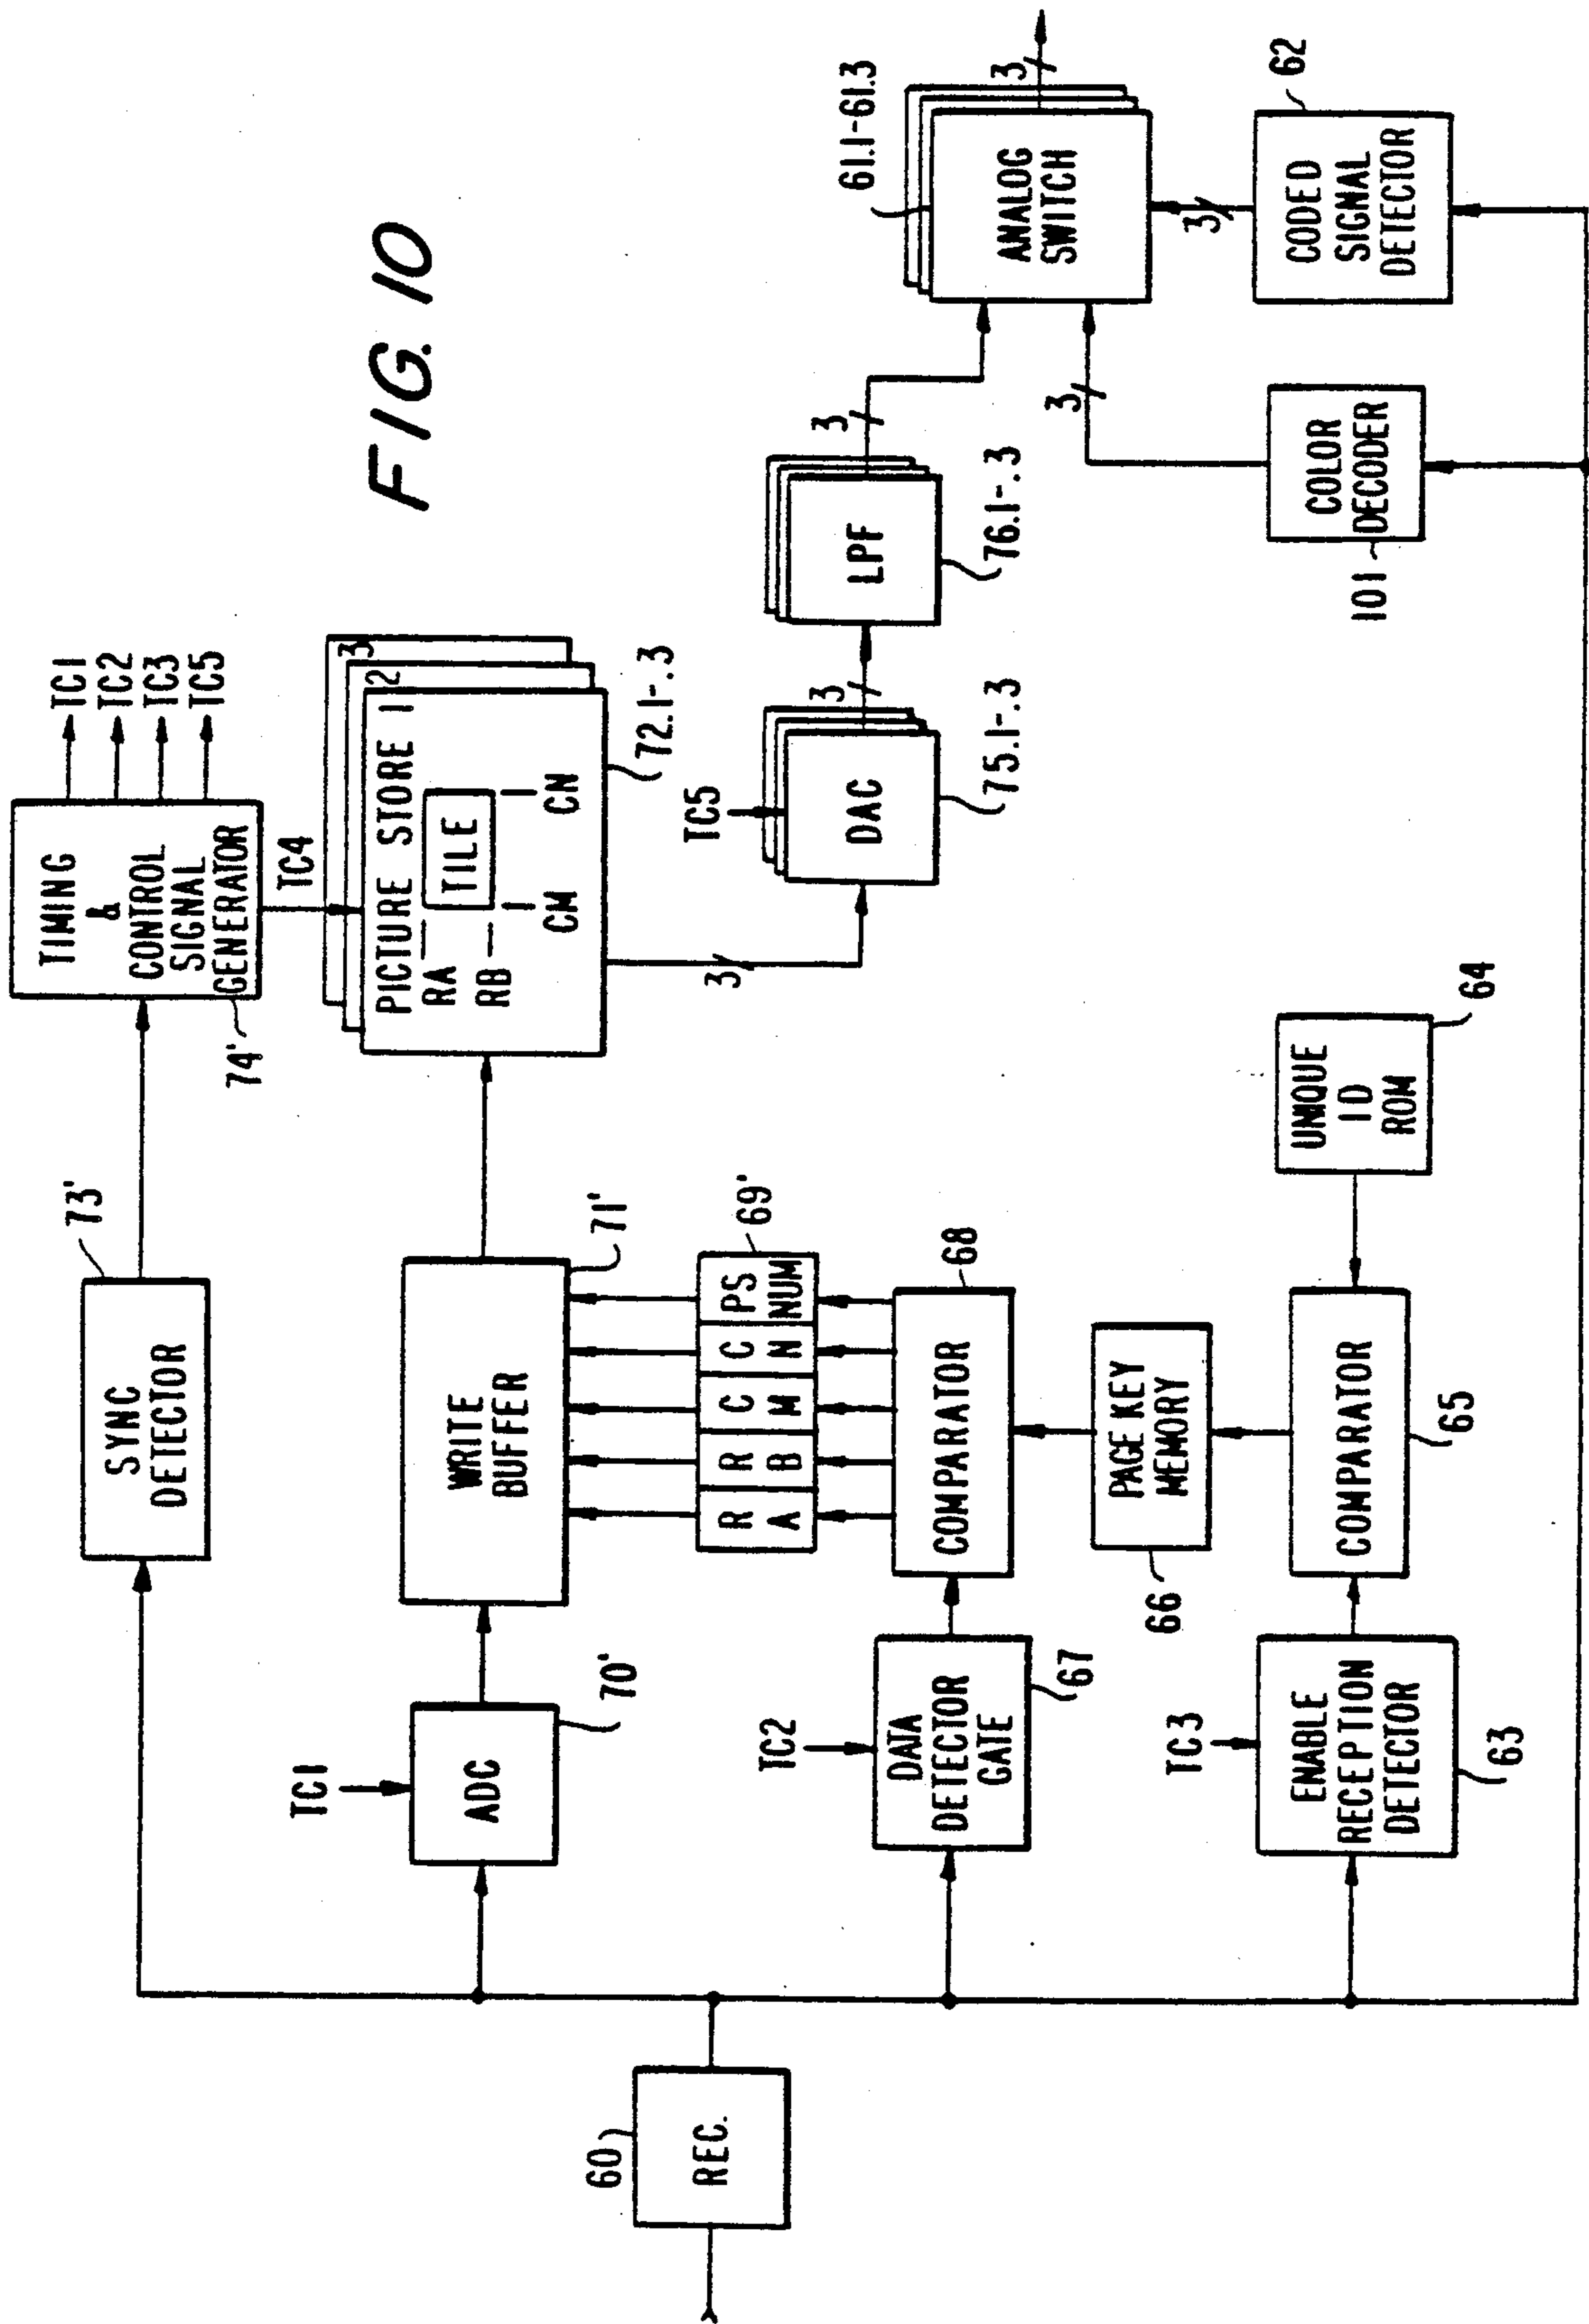 FIG. 10
TIMING
&
CONTROL
SIGNAL
GENERATOR
74'
TC1
TC2
TC3
TC5
TC4
SYNC
DETECTOR
73'
PICTURE STORE 1
2
3
RA
RB
TILE
CM
CN
72.1-.3
3
WRITE
BUFFER
71'
TC1
ADC
70'
TC5
DAC
75.1-.3
3
LPF
76.1-.3
3
ANALOG
SWITCH
61.1-61.3
3
3
3
COLOR
DECODER
101
CODED
SIGNAL
DETECTOR
62
R
A
R
B
C
M
C
N
PS
NUM
69'
COMPARATOR
68
TC2
DATA
DETECTOR
GATE
67
PAGE KEY
MEMORY
66
UNIQUE
ID
ROM
64
COMPARATOR
65
TC3
ENABLE
RECEPTION
DETECTOR
63
REC.
60